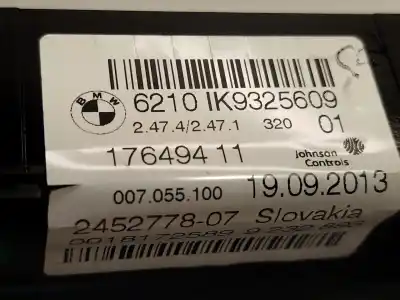 BMW
6210 IK9325609
2.47.4/2.47.1 320 01
17649411
Johnson Controls
007.055.100 19.09.2013
2452778-07 Slovakia